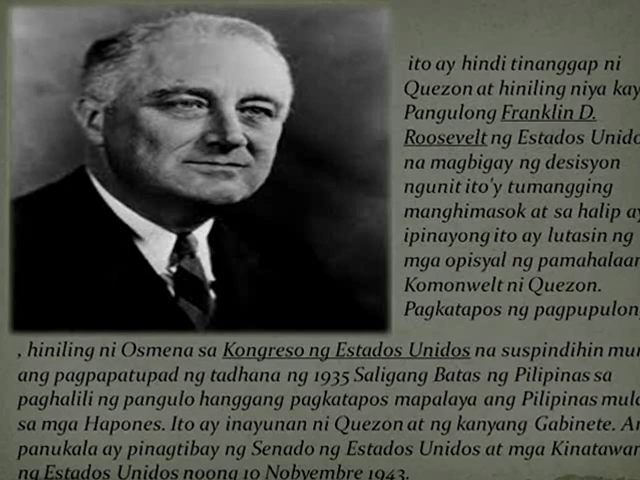 ito ay hindi tinanggap ni
Quezon at hiniling niya kay
Pangulong Franklin D.
Roosevelt ng Estados Unido
na magbigay ng desisyon
ngunit ito'y tumangging
manghimasok at sa halip ay
ipinayong ito ay lutasin ng
mga opisyal ng pamahalaan
Komonwelt ni Quezon.
Pagkatapos ng pagpupulong
, hiniling ni Osmena sa Kongreso ng Estados Unidos na suspindihin mun
ang pagpapatupad ng tadhana ng 1935 Saligang Batas ng Pilipinas sa
paghalili ng pangulo hanggang pagkatapos mapalaya ang Pilipinas mula
sa mga Hapones. Ito ay inayunan ni Quezon at ng kanyang Gabinete. An
panukala ay pinagtibay ng Senado ng Estados Unidos at mga Kinatawan
ng Estados Unidos noong 10 Nobyembre 1943.